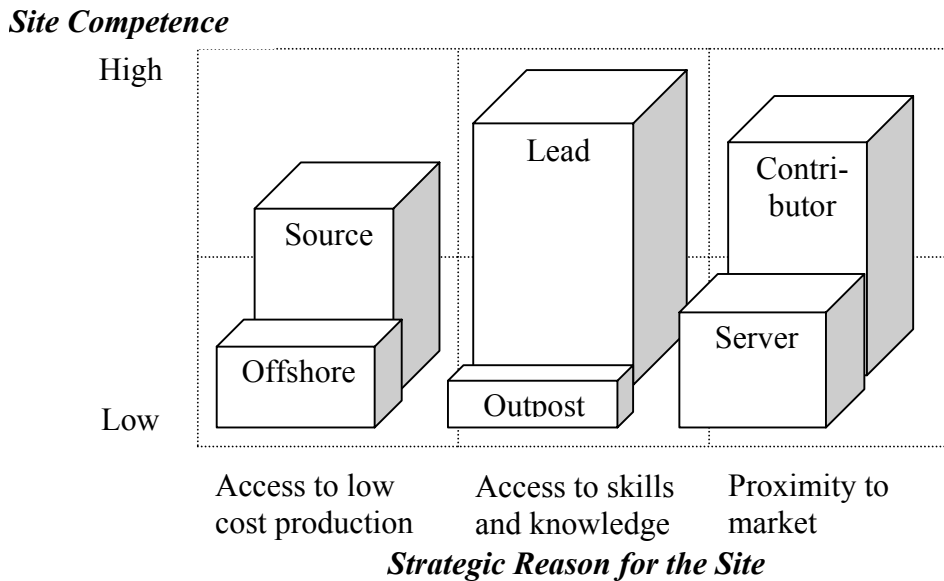 Site Competence
High
Lead
Contri-
butor
Source
Server
Offshore
Outpost
Low
Access to low
cost production
Access to skills
and knowledge
Proximity to
market
Strategic Reason for the Site